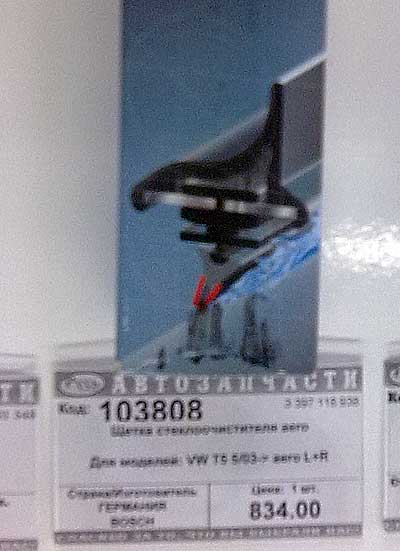 АВТОЗАПЧАСТИ
Код: 103808
3 397 118 938
Щетка стеклоочистителя авто
Для моделей: VW T5 5/03-> авто L+R
Страна/Изготовитель
ГЕРМАНИЯ
BOSCH
Цена: 1 шт.
834.00